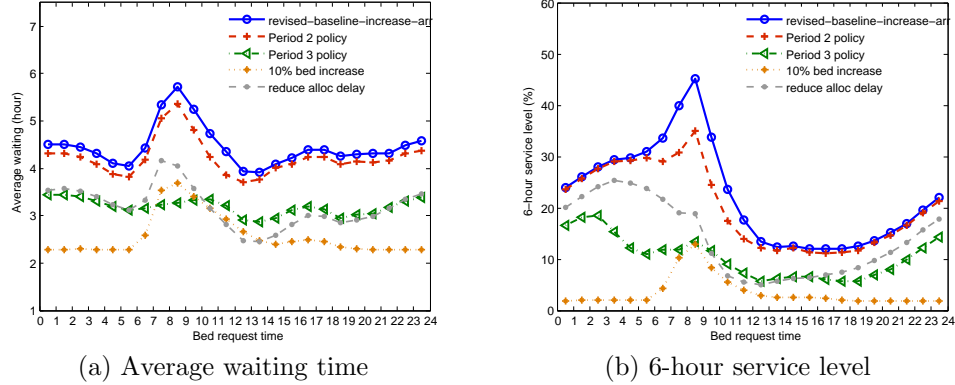 7
6
5
4
3
2
1
Average waiting (hour)
revised−baseline−increase−arr
Period 2 policy
Period 3 policy
10% bed increase
reduce alloc delay
0 1 2 3 4 5 6 7 8 9 10 11 12 13 14 15 16 17 18 19 20 21 22 23 24
Bed request time
(a) Average waiting time
60
50
40
30
20
10
0
6−hour service level (%)
revised−baseline−increase−arr
Period 2 policy
Period 3 policy
10% bed increase
reduce alloc delay
0 1 2 3 4 5 6 7 8 9 10 11 12 13 14 15 16 17 18 19 20 21 22 23 24
Bed request time
(b) 6-hour service level